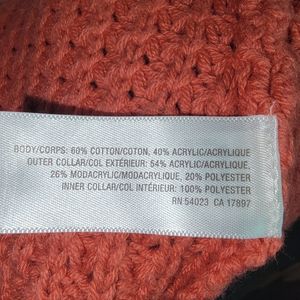 BODY/CORPS: 60% COTTON/COTON, 40% ACRYLIC/ACRYLIQUE
OUTER COLLAR/COL EXTÉRIEUR: 54% ACRYLIC/ACRYLIQUE,
26% MODACRYLIC/MODACRYLIQUE, 20% POLYESTER
INNER COLLAR/COL INTÉRIEUR: 100% POLYESTER
RN 54023 CA 17897